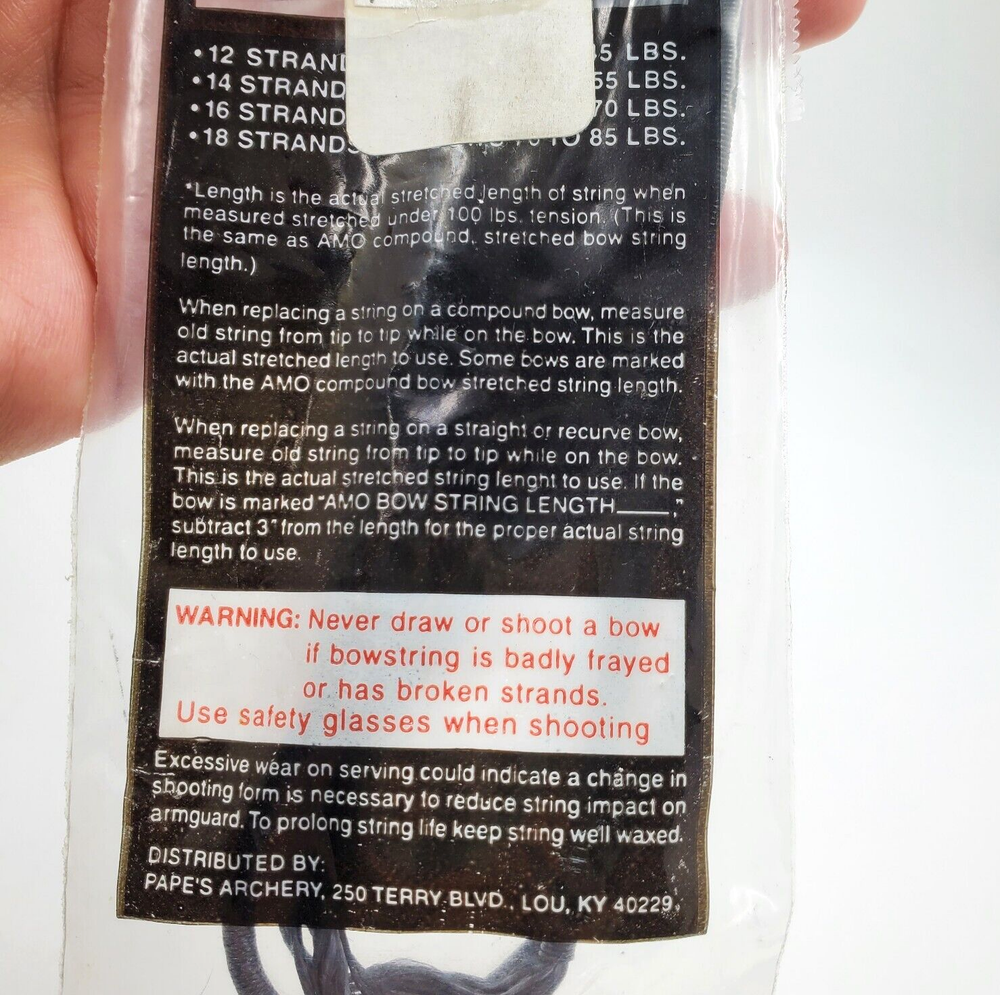 • 12 STRAND 35 LBS.
• 14 STRAND 55 LBS.
• 16 STRAND 70 LBS.
• 18 STRANDS TO 85 LBS.
*Length is the actual stretched length of string when
measured stretched under 100 lbs. tension. (This is
the same as AMO compound, stretched bow string
length.)
When replacing a string on a compound bow, measure
old string from tip to tip while on the bow. This is the
actual stretched length to use. Some bows are marked
with the AMO compound bow stretched string length.
When replacing a string on a straight or recurve bow,
measure old string from tip to tip while on the bow.
This is the actual stretched string lenght to use. If the
bow is marked "AMO BOW STRING LENGTH____,"
subtract 3" from the length for the proper actual string
length to use.
WARNING: Never draw or shoot a bow
if bowstring is badly frayed
or has broken strands.
Use safety glasses when shooting
Excessive wear on serving could indicate a change in
shooting form is necessary to reduce string impact on
armguard. To prolong string life keep string well waxed.
DISTRIBUTED BY:
PAPE'S ARCHERY, 250 TERRY BLVD., LOU, KY 40229.